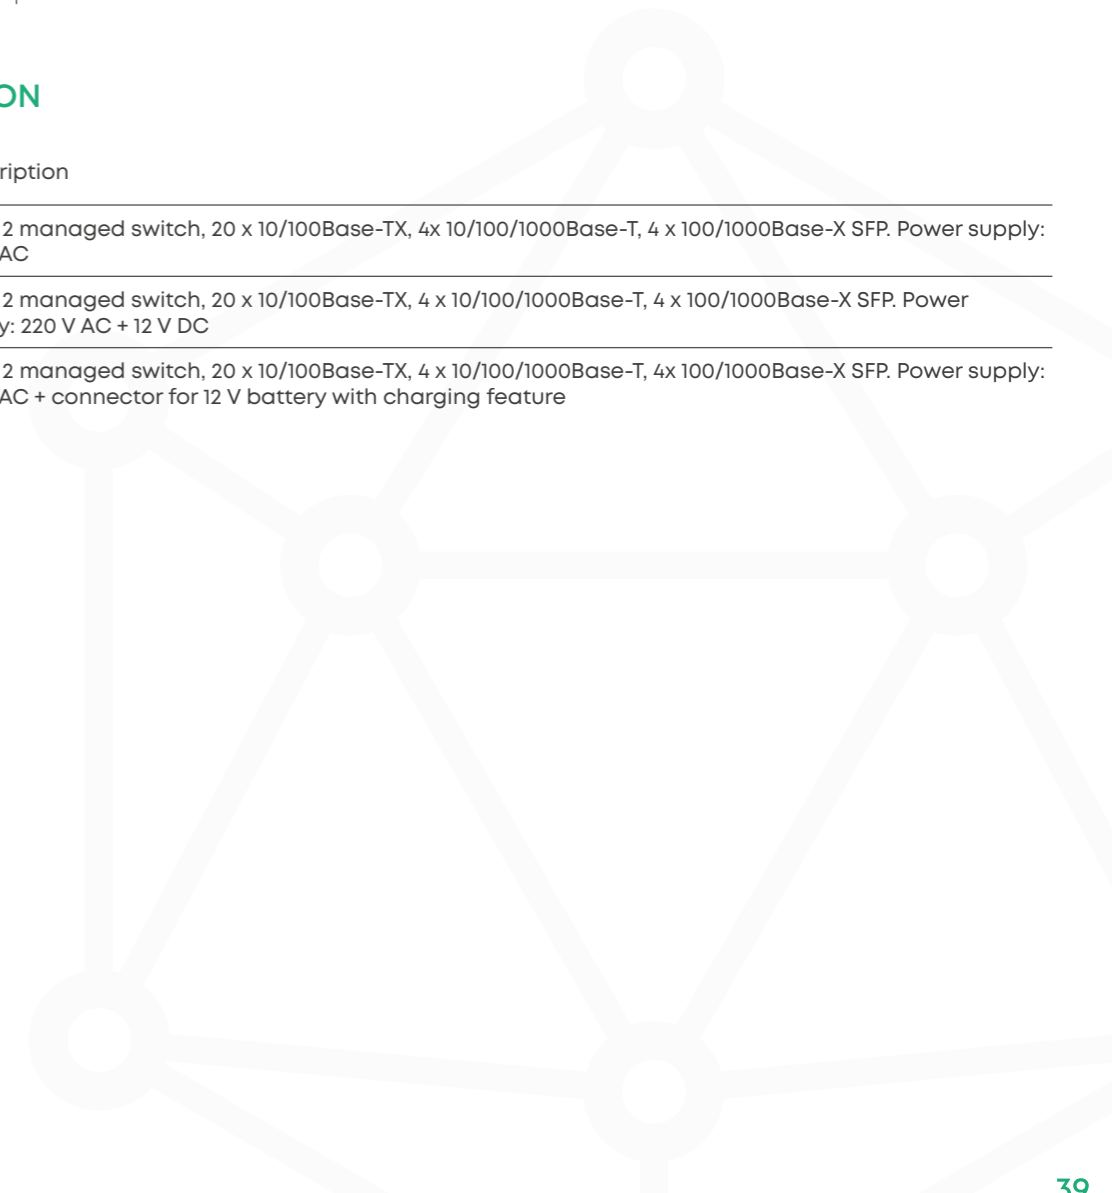 ON
ription
2 managed switch, 20 x 10/100Base-TX, 4x 10/100/1000Base-T, 4 x 100/1000Base-X SFP. Power supply:
AC
2 managed switch, 20 x 10/100Base-TX, 4 x 10/100/1000Base-T, 4 x 100/1000Base-X SFP. Power
y: 220 V AC + 12 V DC
2 managed switch, 20 x 10/100Base-TX, 4 x 10/100/1000Base-T, 4x 100/1000Base-X SFP. Power supply:
AC + connector for 12 V battery with charging feature
39